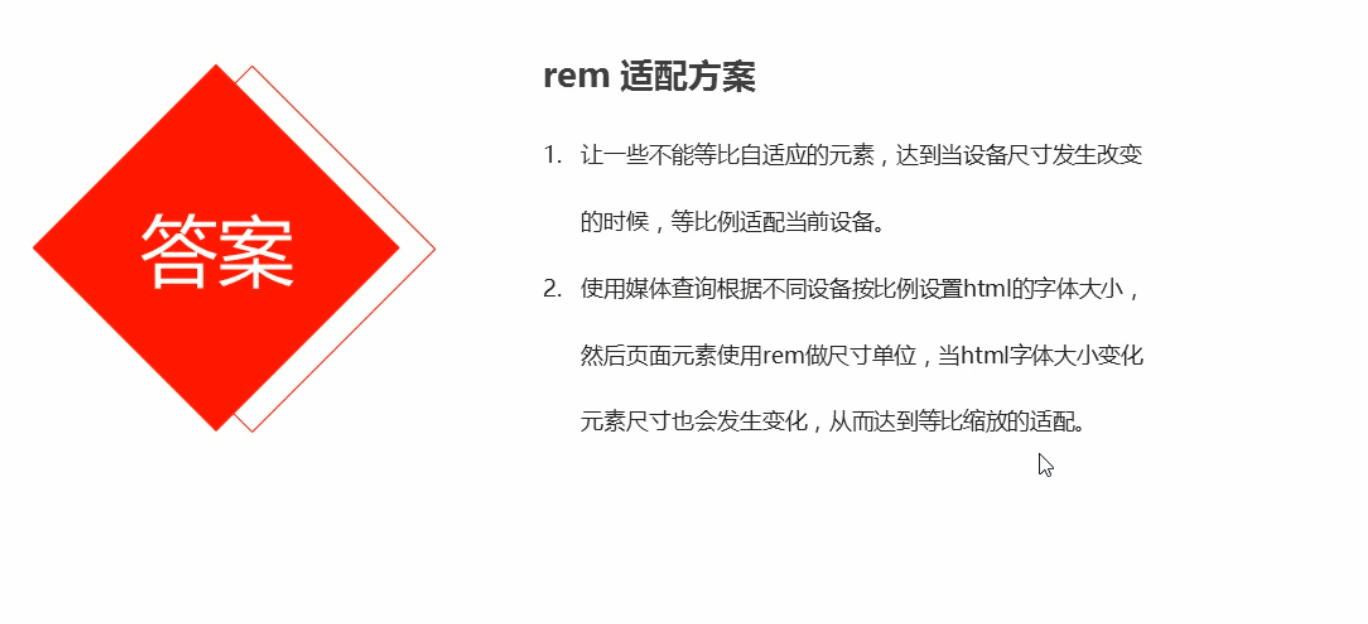 答案
rem 适配方案
1. 让一些不能等比自适应的元素，达到当设备尺寸发生改变
的时候，等比例适配当前设备。
2. 使用媒体查询根据不同设备按比例设置html的字体大小，
然后页面元素使用rem做尺寸单位，当html字体大小变化
元素尺寸也会发生变化，从而达到等比缩放的适配。